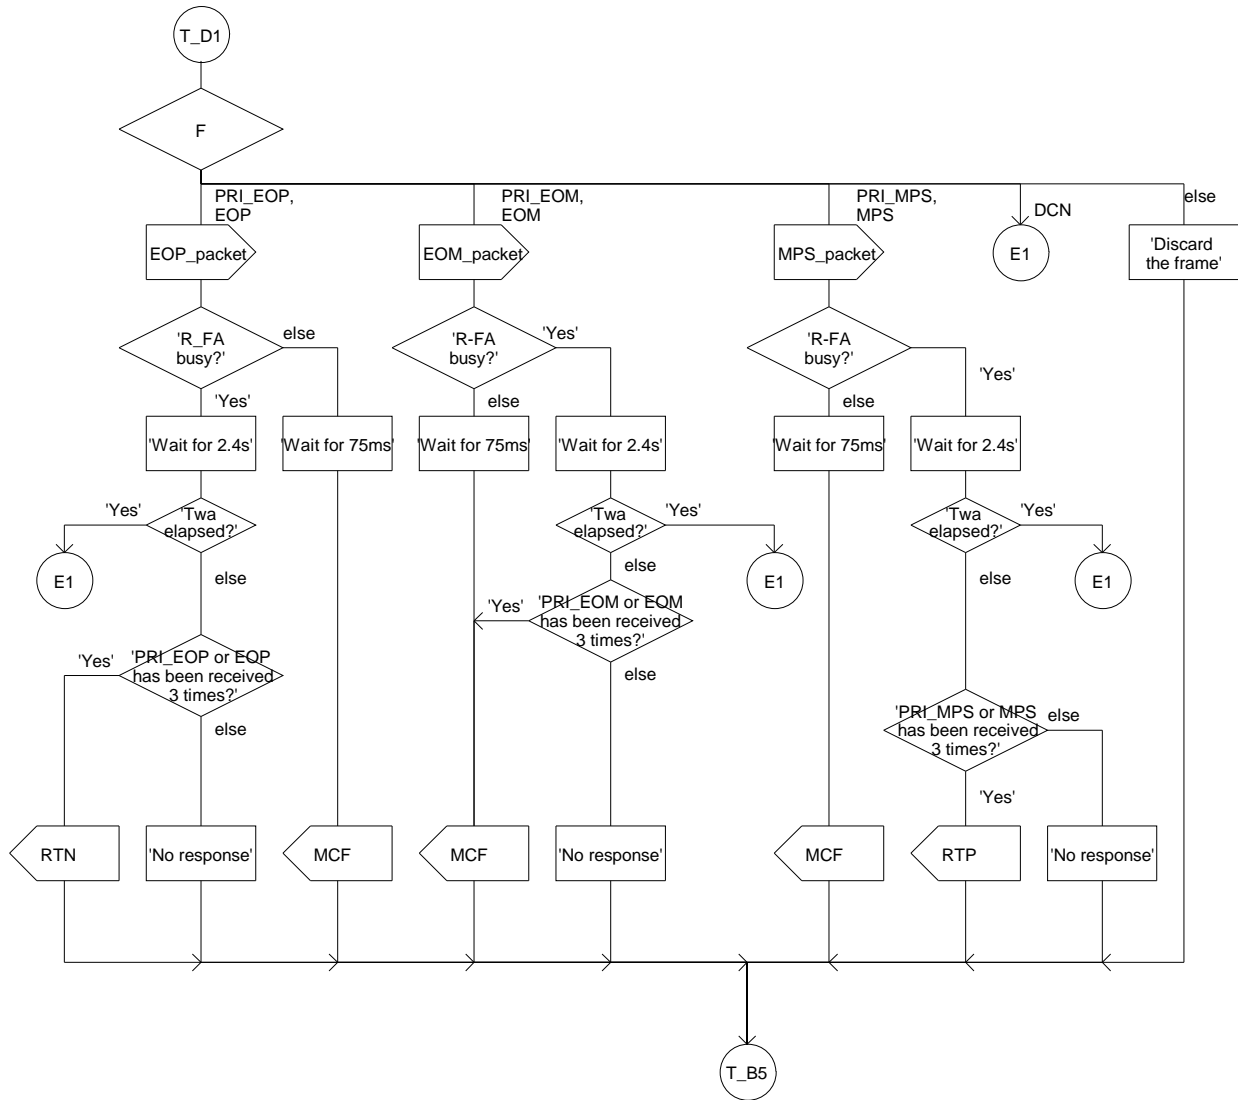 T_D1
F
PRI_EOP,
EOP
PRI_EOM,
EOM
PRI_MPS,
MPS
DCN
else
EOP_packet
EOM_packet
MPS_packet
E1
'Discard
the frame'
'R_FA
busy?'
else
'R-FA
busy?'
'Yes'
'R-FA
busy?'
'Yes'
'Yes'
else
else
'Wait for 2.4s'
'Wait for 75ms'
'Wait for 75ms'
'Wait for 2.4s'
'Wait for 75ms'
'Wait for 2.4s'
'Yes'
'Twa
elapsed?'
'Twa
elapsed?'
'Yes'
'Twa
elapsed?'
'Yes'
E1
else
else
E1
else
E1
'Yes'
'PRI_EOM or EOM
has been received
3 times?'
else
'Yes'
'PRI_EOP or EOP
has been received
3 times?'
else
'PRI_MPS or MPS
has been received
3 times?'
else
'Yes'
RTN
'No response'
MCF
MCF
'No response'
MCF
RTP
'No response'
T_B5